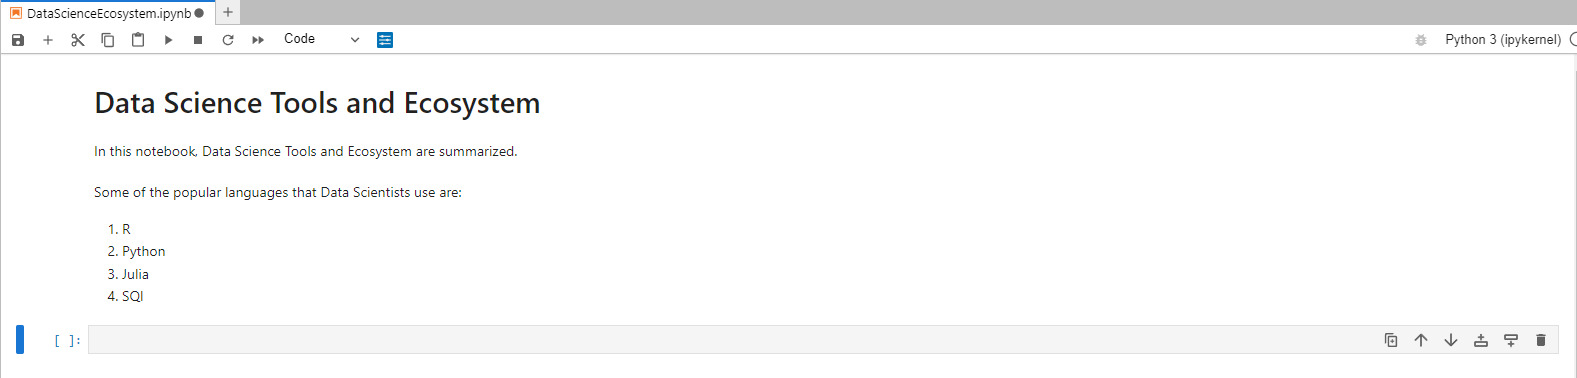 DataScienceEcosystem.ipynb
Code
Python 3 (ipykernel)
Data Science Tools and Ecosystem
In this notebook, Data Science Tools and Ecosystem are summarized.
Some of the popular languages that Data Scientists use are:
1. R
2. Python
3. Julia
4. SQl
[ ]: